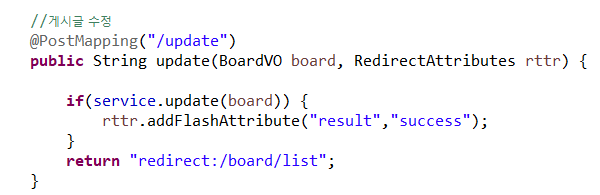 //게시글 수정
@PostMapping("/update")
public String update(BoardVO board, RedirectAttributes rttr) {
if(service.update(board)) {
rttr.addFlashAttribute("result","success");
}
return "redirect:/board/list";
}